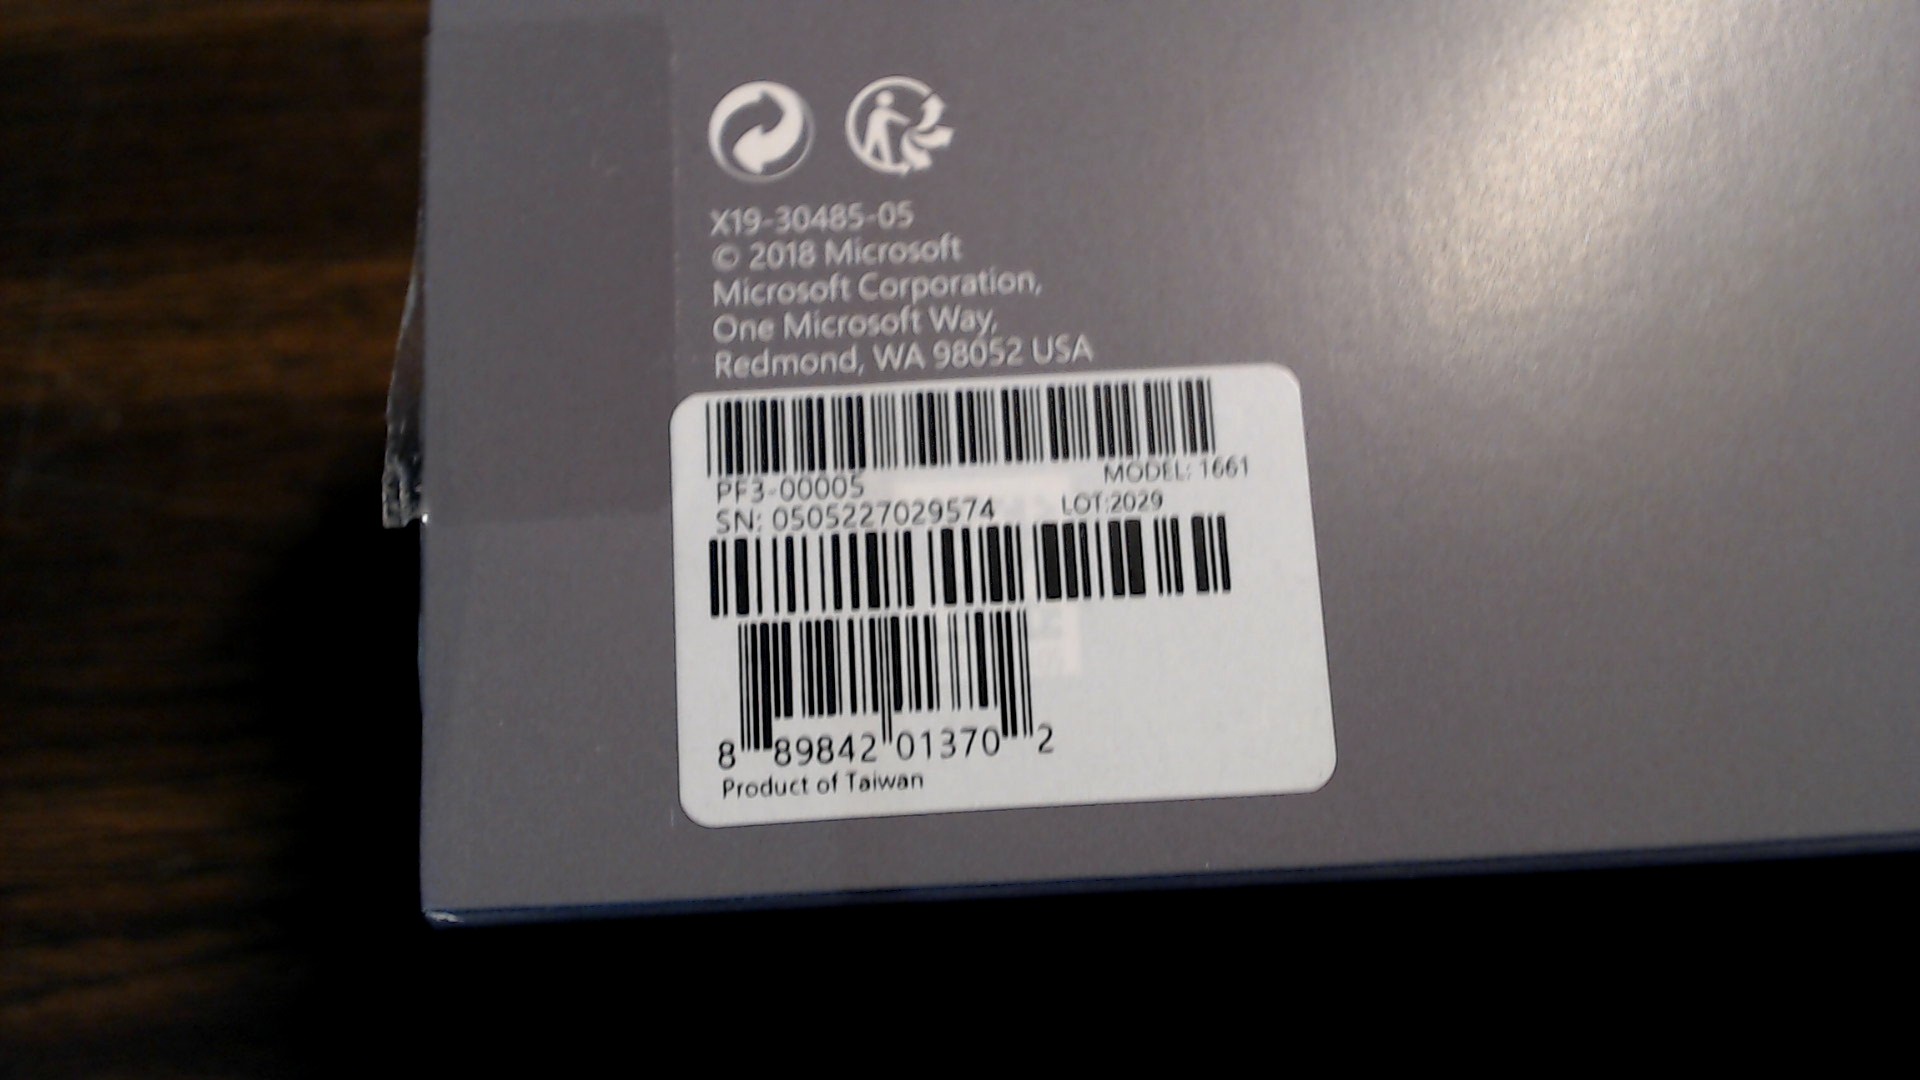 X19-30485-05
© 2018 Microsoft
Microsoft Corporation,
One Microsoft Way,
Redmond, WA 98052 USA
PF3-00005 MODEL: 1661
SN: 0505227029574 LOT:2029
8 89842 01370 2
Product of Taiwan